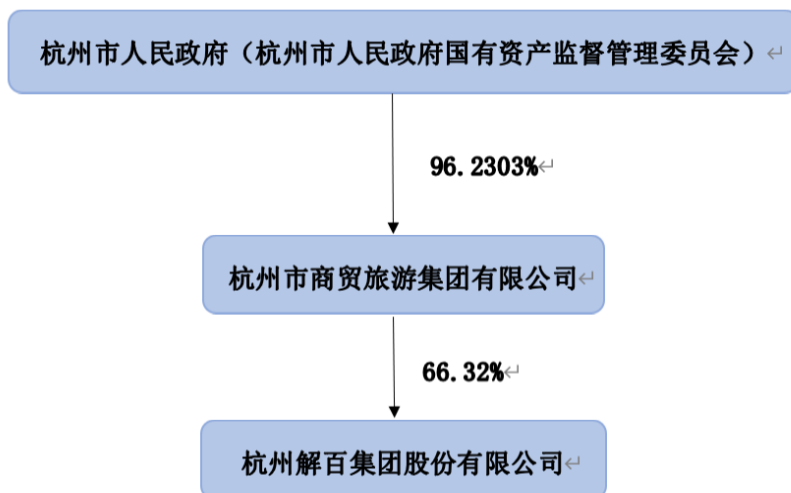 杭州市人民政府（杭州市人民政府国有资产监督管理委员会）
96.2303%
杭州市商贸旅游集团有限公司
66.32%
杭州解百集团股份有限公司